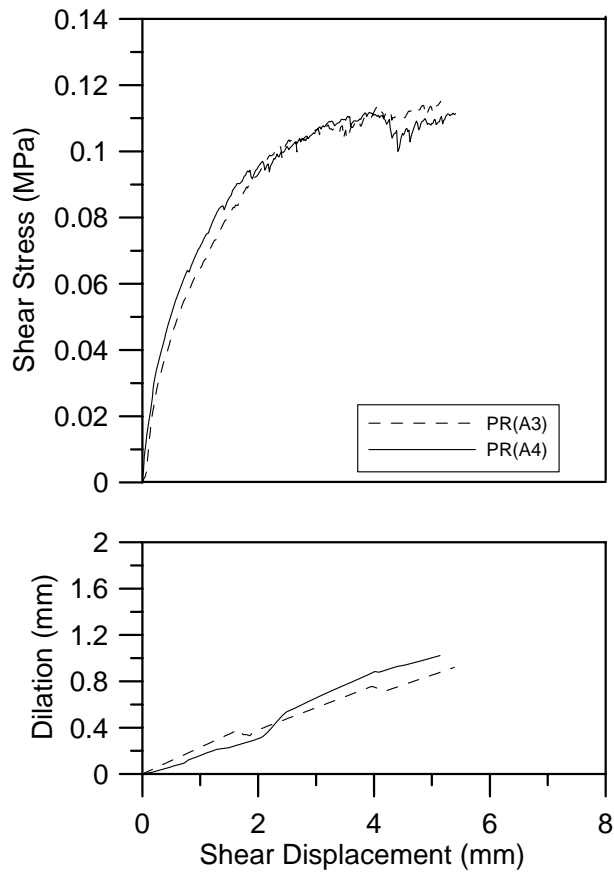 0.14
0.12
0.1
0.08
0.06
0.04
0.02
0
Shear Stress (MPa)
PR(A3)
PR(A4)
2
1.6
1.2
0.8
0.4
0
Dilation (mm)
0 2 4 6 8
Shear Displacement (mm)